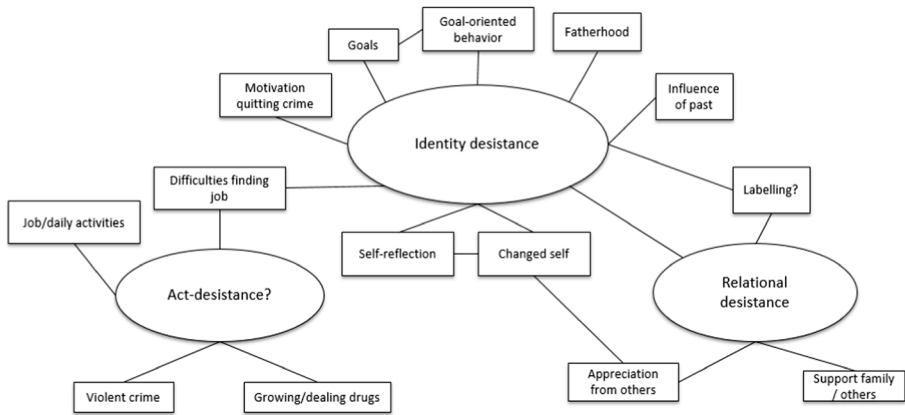 Goal-oriented
behavior
Goals
Fatherhood
Motivation
quitting crime
Influence
of past
Identity desistance
Difficulties finding
job
Labelling?
Job/daily activities
Self-reflection
Changed self
Act-desistance?
Relational
desistance
Appreciation
from others
Support family
/ others
Violent crime
Growing/dealing drugs